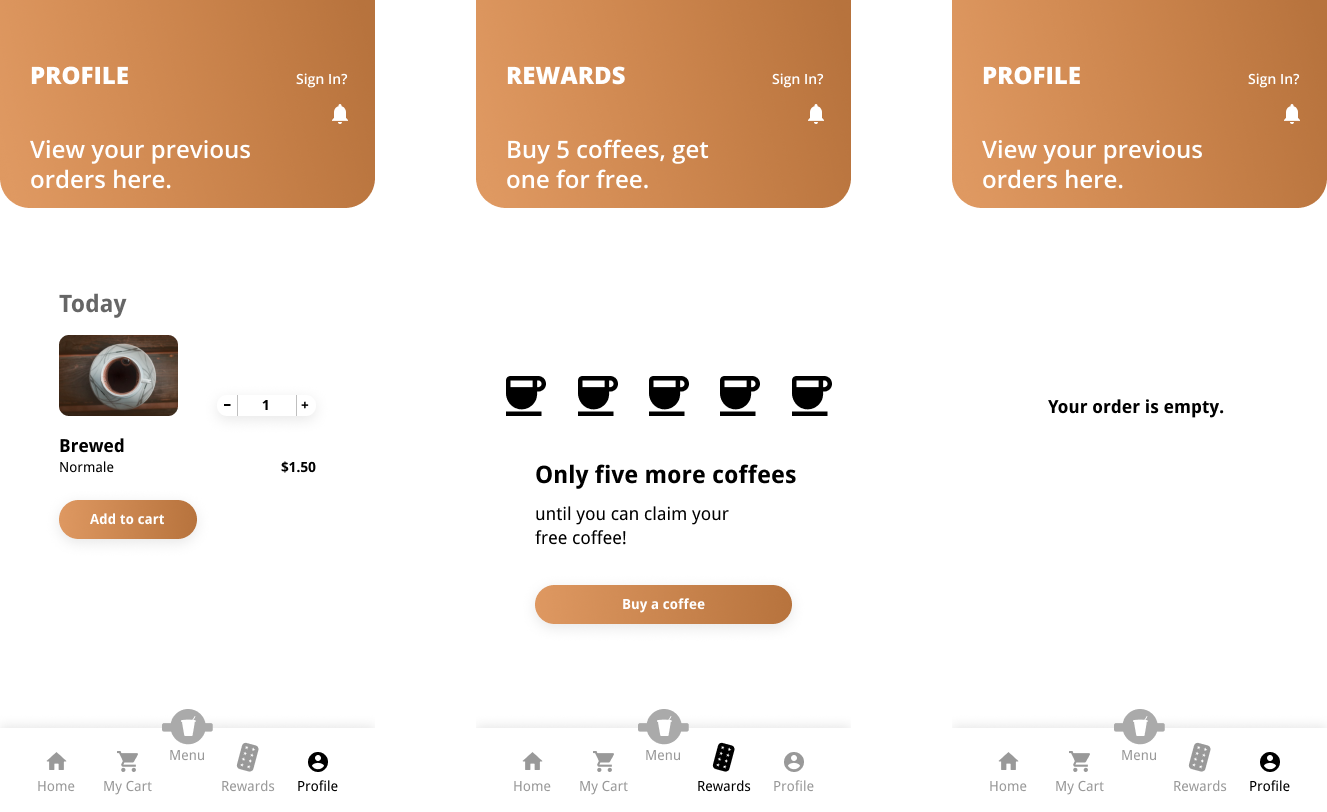 PROFILE
Sign In?
View your previous
orders here.
Today
− 1 +
Brewed
Normale
$1.50
Add to cart
Home
My Cart
Menu
Rewards
Profile
REWARDS
Sign In?
Buy 5 coffees, get
one for free.
Only five more coffees
until you can claim your
free coffee!
Buy a coffee
Home
My Cart
Menu
Rewards
Profile
PROFILE
Sign In?
View your previous
orders here.
Your order is empty.
Home
My Cart
Menu
Rewards
Profile